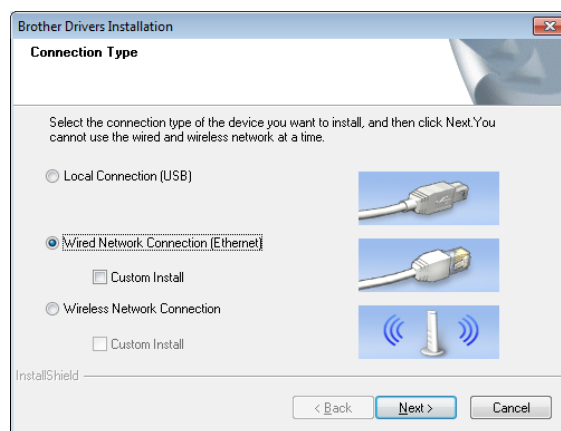 Brother Drivers Installation
Connection Type
Select the connection type of the device you want to install, and then click Next.You
cannot use the wired and wireless network at a time.
Local Connection (USB)
Wired Network Connection (Ethernet)
Custom Install
Wireless Network Connection
Custom Install
InstallShield
< Back
Next >
Cancel